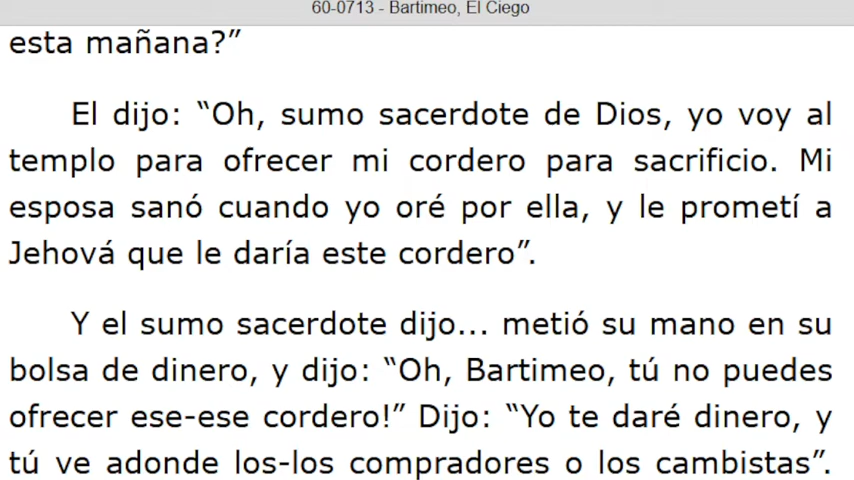 60-0713 - Bartimeo, El Ciego
esta mañana?”
El dijo: “Oh, sumo sacerdote de Dios, yo voy al
templo para ofrecer mi cordero para sacrificio. Mi
esposa sanó cuando yo oré por ella, y le prometí a
Jehová que le daría este cordero”.
Y el sumo sacerdote dijo... metió su mano en su
bolsa de dinero, y dijo: “Oh, Bartimeo, tú no puedes
ofrecer ese-ese cordero!” Dijo: “Yo te daré dinero, y
tú ve adonde los-los compradores o los cambistas”.